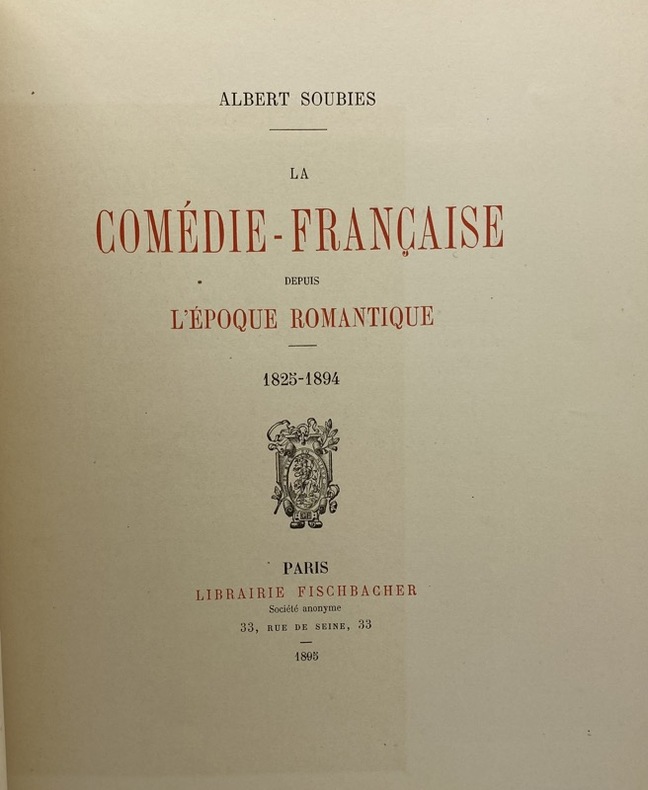 ALBERT SOUBIES
LA
COMÉDIE-FRANÇAISE
DEPUIS
L'ÉPOQUE ROMANTIQUE
1825-1894
PARIS
LIBRAIRIE FISCHBACHER
Société anonyme
33, RUE DE SEINE, 33
1895